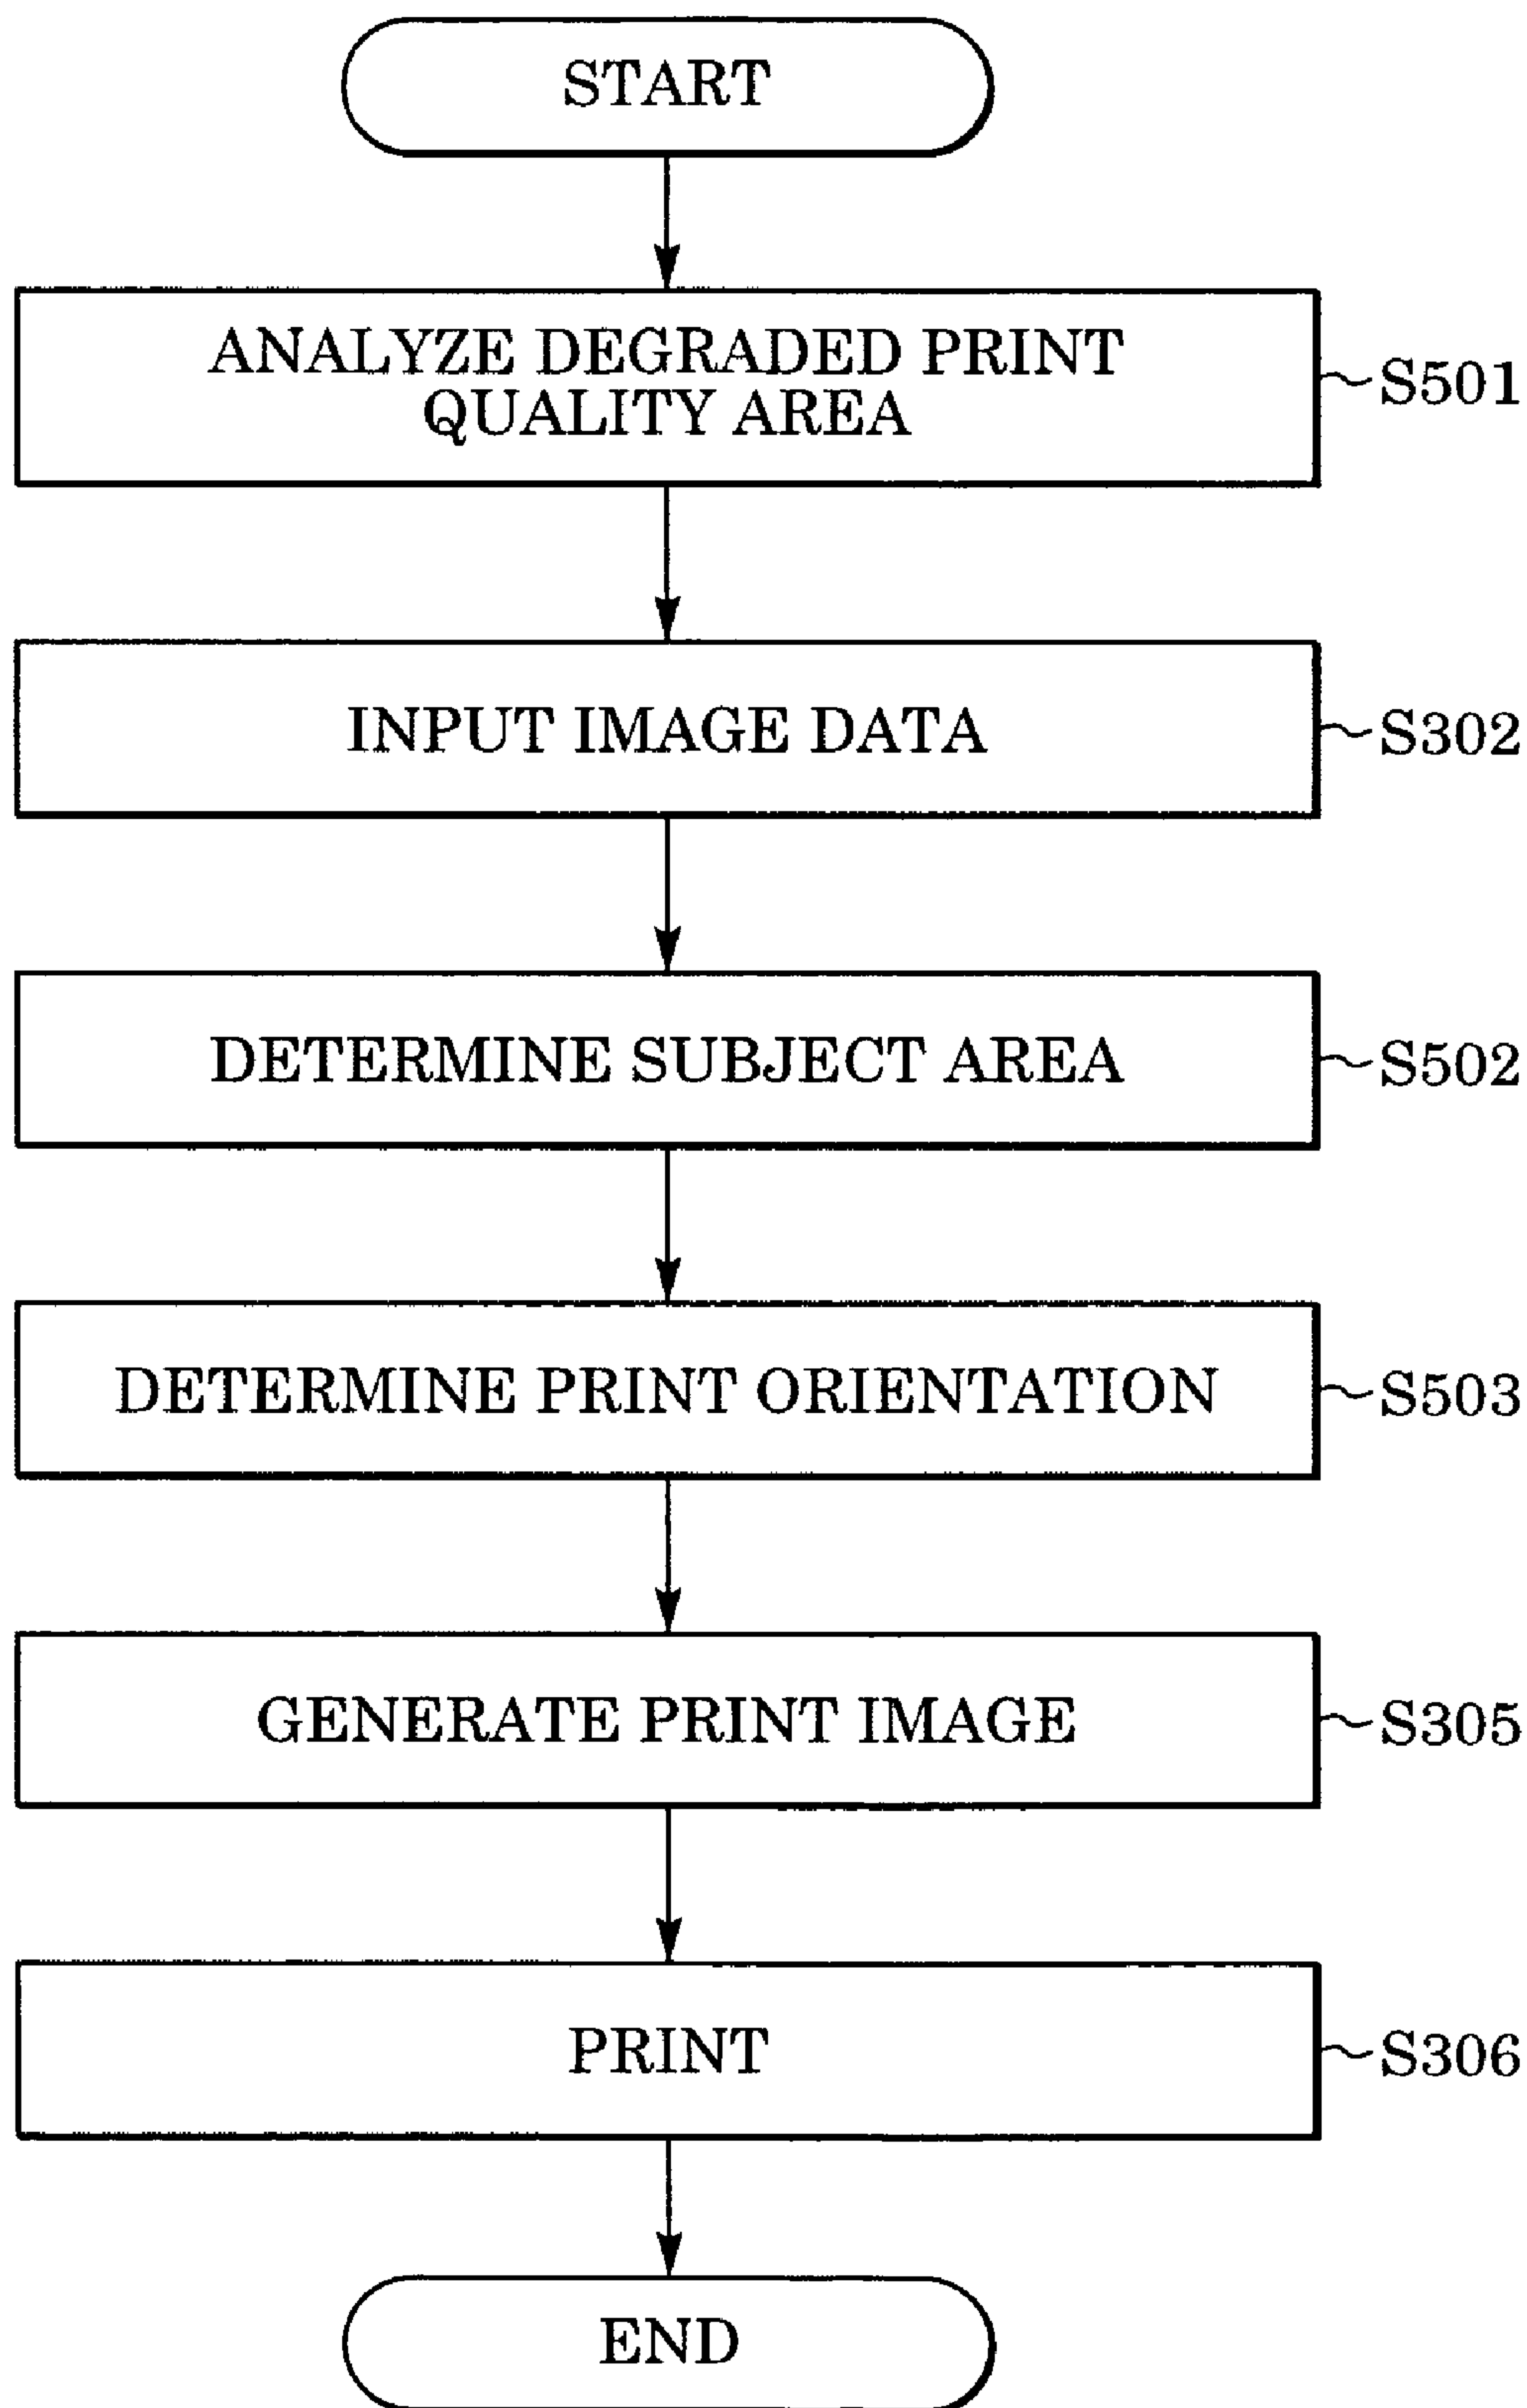 START
ANALYZE DEGRADED PRINT
QUALITY AREA
S501
INPUT IMAGE DATA
S302
DETERMINE SUBJECT AREA
S502
DETERMINE PRINT ORIENTATION
S503
GENERATE PRINT IMAGE
S305
PRINT
S306
END